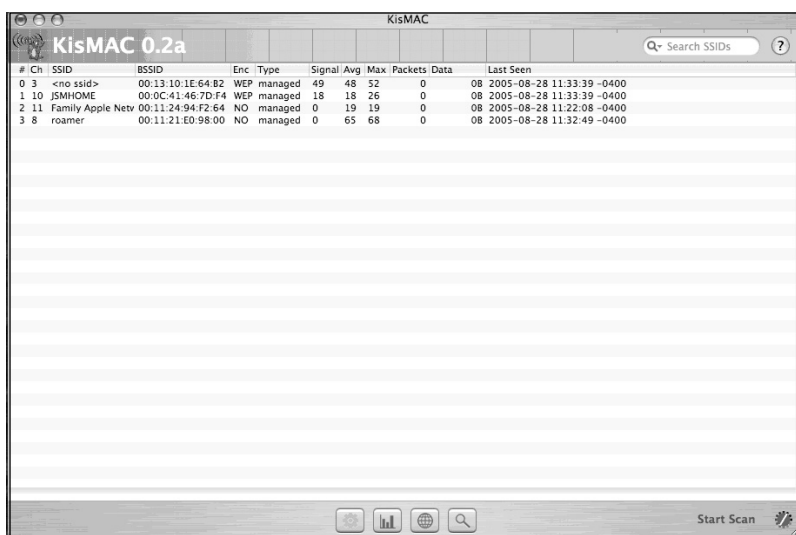 KisMAC
KisMAC 0.2a
Search SSIDs
?
# Ch SSID BSSID Enc Type Signal Avg Max Packets Data Last Seen
0 3 <no ssid> 00:13:10:1E:64:B2 WEP managed 49 48 52 0 0B 2005-08-28 11:33:39 -0400
1 10 JSMHOME 00:0C:41:46:7D:F4 WEP managed 18 18 26 0 0B 2005-08-28 11:33:39 -0400
2 11 Family Apple Netv 00:11:24:94:F2:64 NO managed 0 19 19 0 0B 2005-08-28 11:22:08 -0400
3 8 roamer 00:11:21:E0:98:00 NO managed 0 65 68 0 0B 2005-08-28 11:32:49 -0400
Start Scan